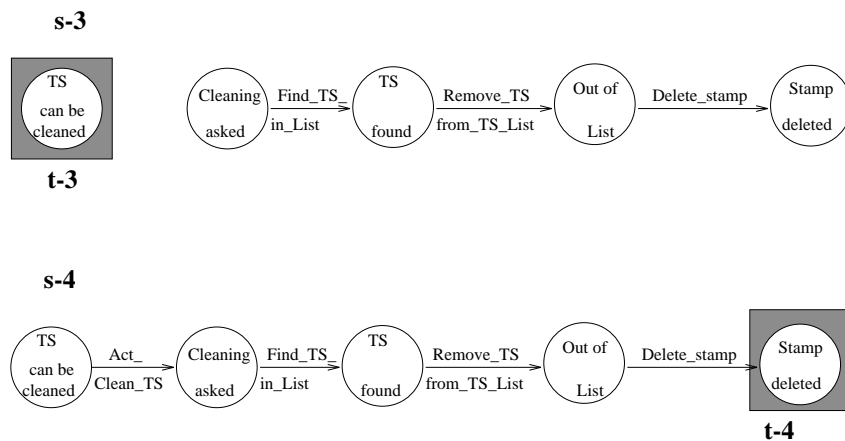 s-3
TS
can be
cleaned
t-3
Cleaning
asked
Find_TS_
in_List
TS
found
Remove_TS
from_TS_List
Out of
List
Delete_stamp
Stamp
deleted
s-4
TS
can be
cleaned
Act_
Clean_TS
Cleaning
asked
Find_TS_
in_List
TS
found
Remove_TS
from_TS_List
Out of
List
Delete_stamp
Stamp
deleted
t-4